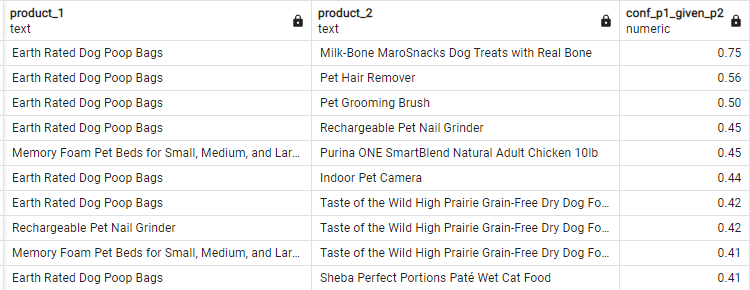 product_1 product_2 conf_p1_given_p2
text text numeric
Earth Rated Dog Poop Bags Milk-Bone MaroSnacks Dog Treats with Real Bone 0.75
Earth Rated Dog Poop Bags Pet Hair Remover 0.56
Earth Rated Dog Poop Bags Pet Grooming Brush 0.50
Earth Rated Dog Poop Bags Rechargeable Pet Nail Grinder 0.45
Memory Foam Pet Beds for Small, Medium, and Lar... Purina ONE SmartBlend Natural Adult Chicken 10lb 0.45
Earth Rated Dog Poop Bags Indoor Pet Camera 0.44
Earth Rated Dog Poop Bags Taste of the Wild High Prairie Grain-Free Dry Dog Fo... 0.42
Rechargeable Pet Nail Grinder Taste of the Wild High Prairie Grain-Free Dry Dog Fo... 0.42
Memory Foam Pet Beds for Small, Medium, and Lar... Taste of the Wild High Prairie Grain-Free Dry Dog Fo... 0.41
Earth Rated Dog Poop Bags Sheba Perfect Portions Paté Wet Cat Food 0.41